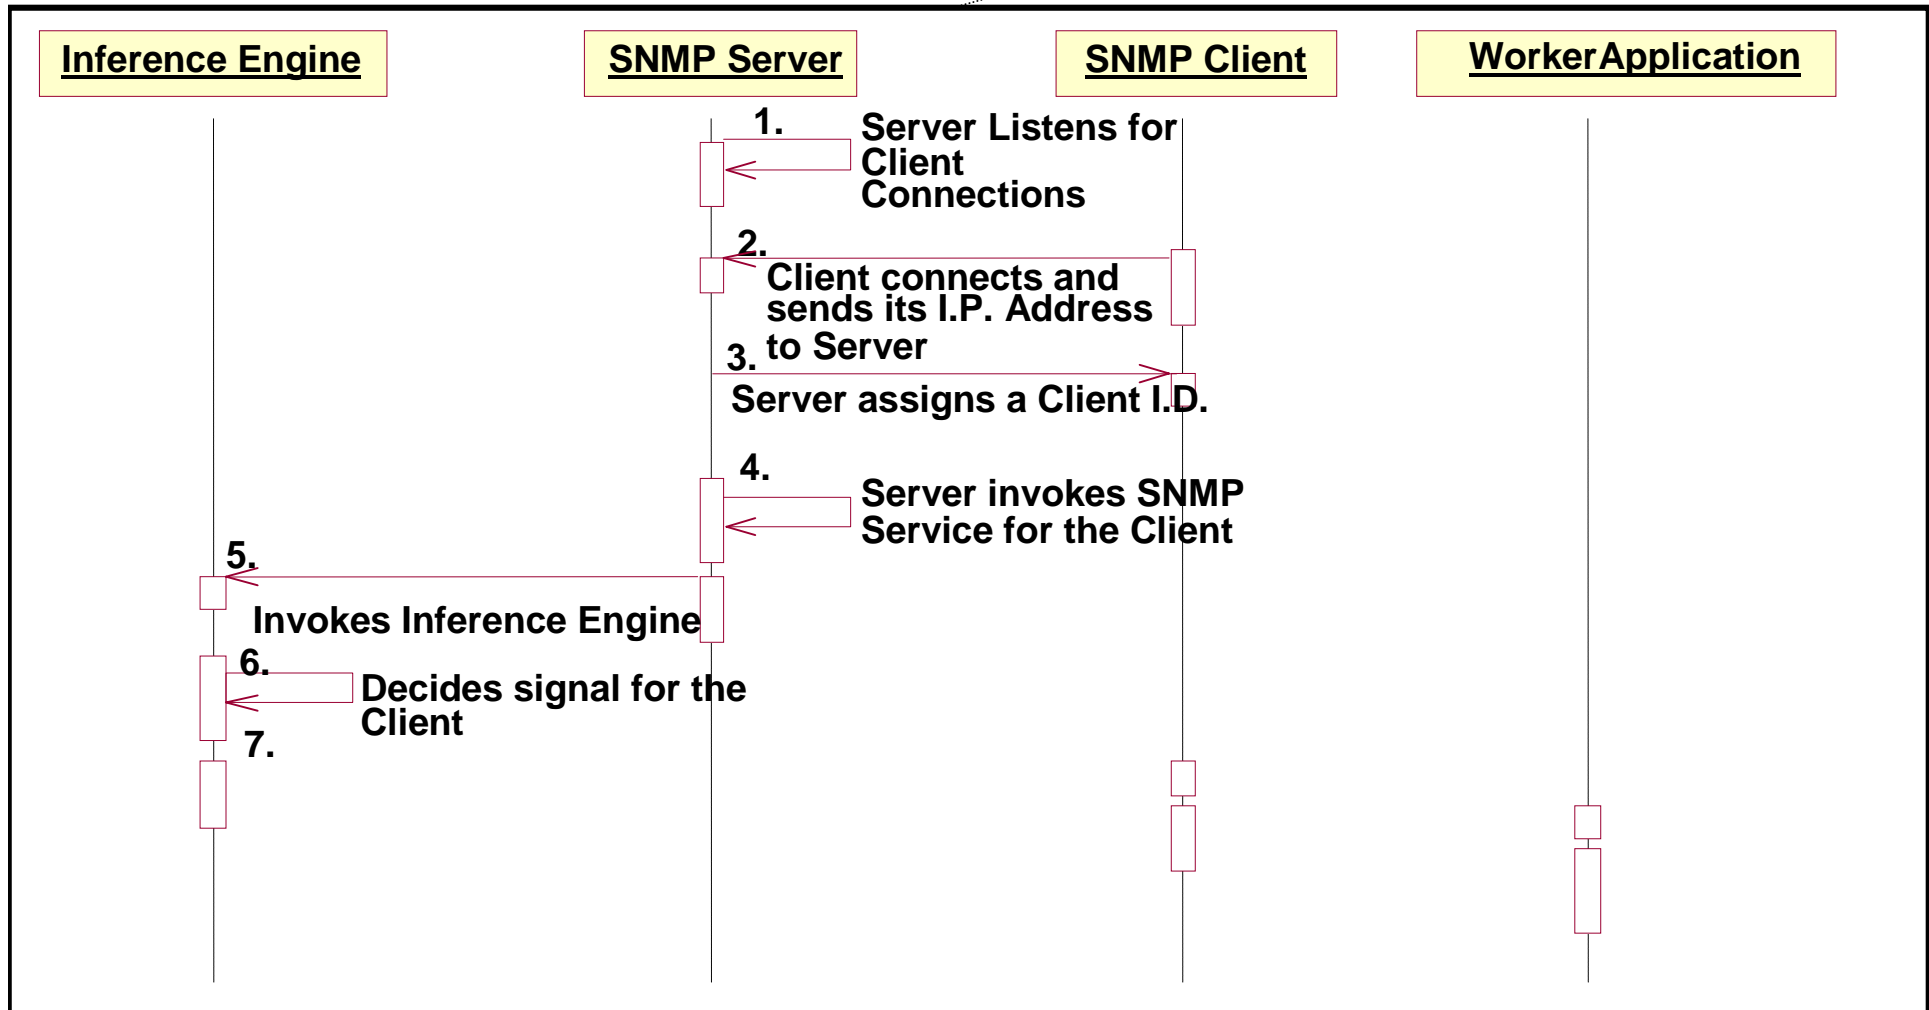 Inference Engine
SNMP Server
SNMP Client
WorkerApplication
1.
Server Listens for
Client
Connections
2.
Client connects and
sends its I.P. Address
to Server
3.
Server assigns a Client I.D.
4.
Server invokes SNMP
Service for the Client
5.
Invokes Inference Engine
6.
Decides signal for the
Client
7.